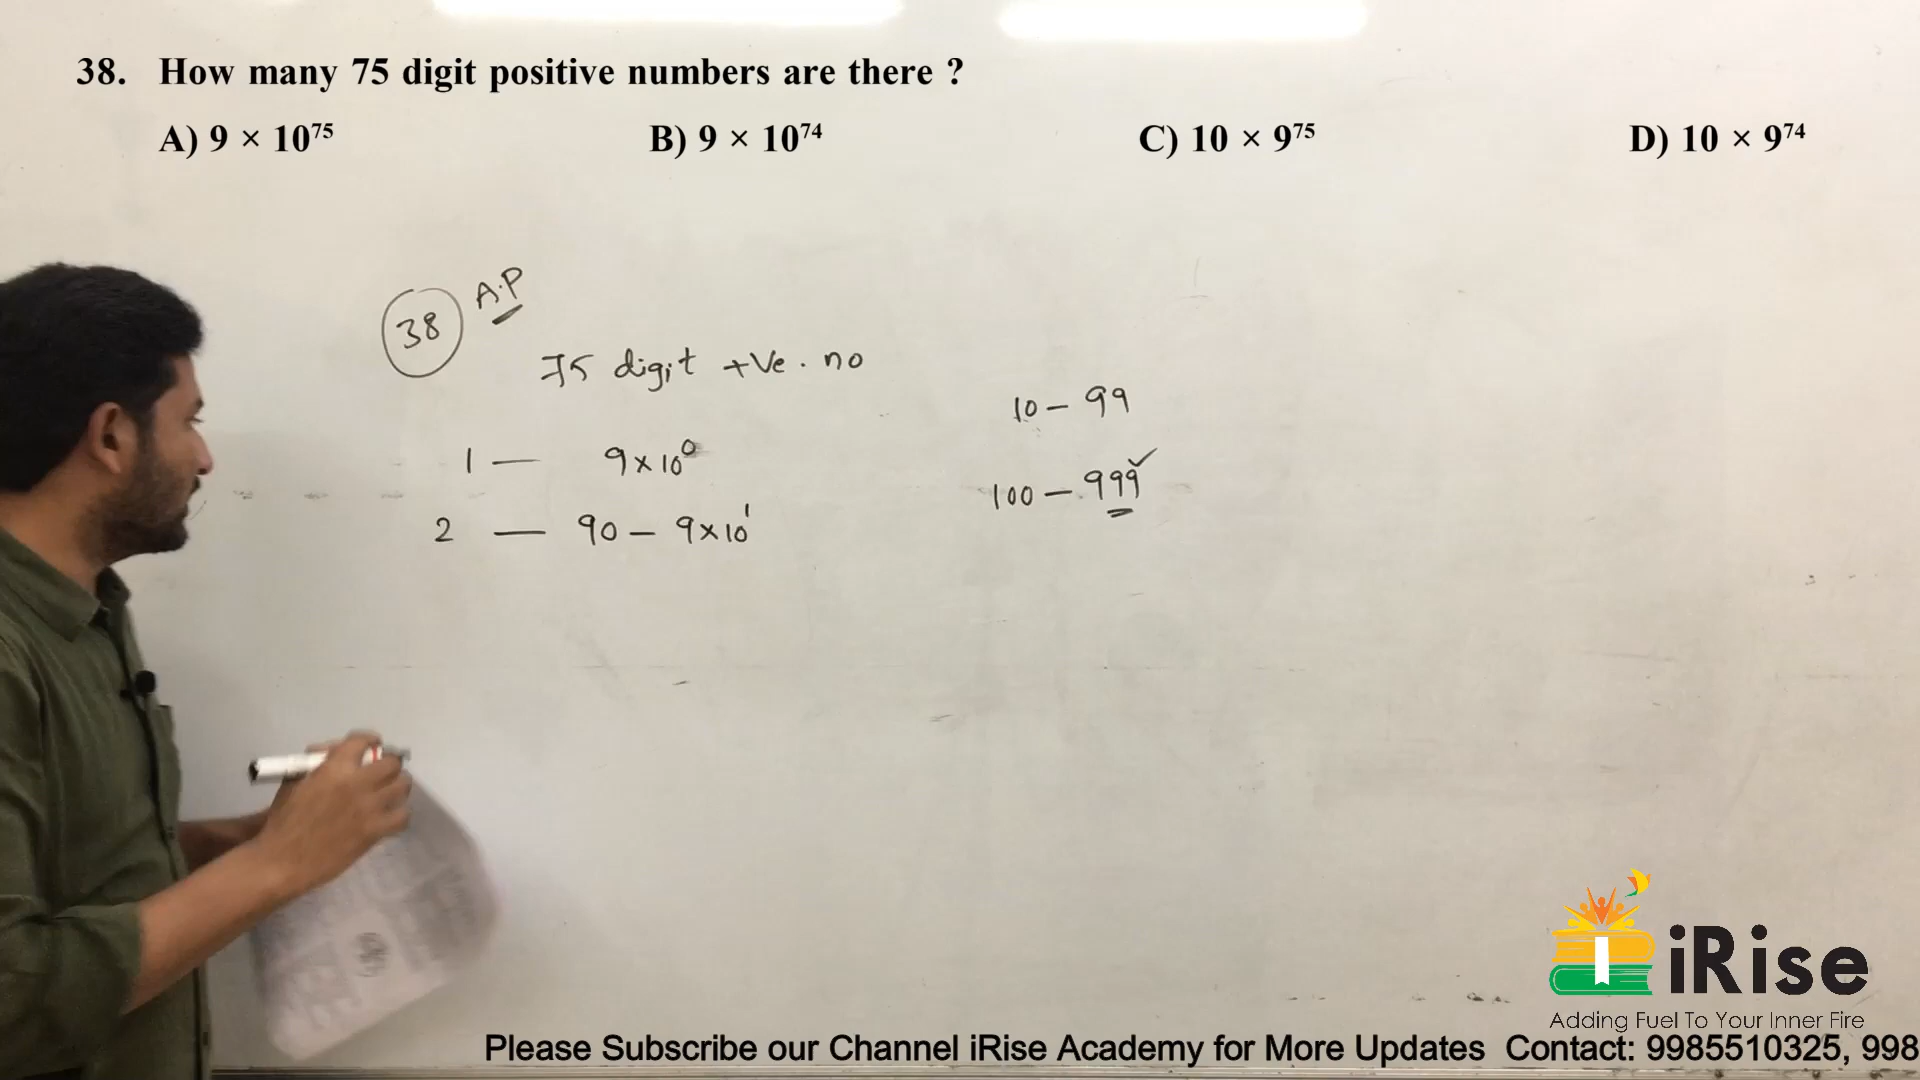 38. How many 75 digit positive numbers are there ?
A) 9 × 10⁷⁵ B) 9 × 10⁷⁴ C) 10 × 9⁷⁵ D) 10 × 9⁷⁴
38 A.P
75 digit +Ve. no
10 – 99
1 — 9×10⁰
100 – 999 ✓
2 — 90 – 9×10¹
iRise
Adding Fuel To Your Inner Fire
Please Subscribe our Channel iRise Academy for More Updates Contact: 9985510325, 998